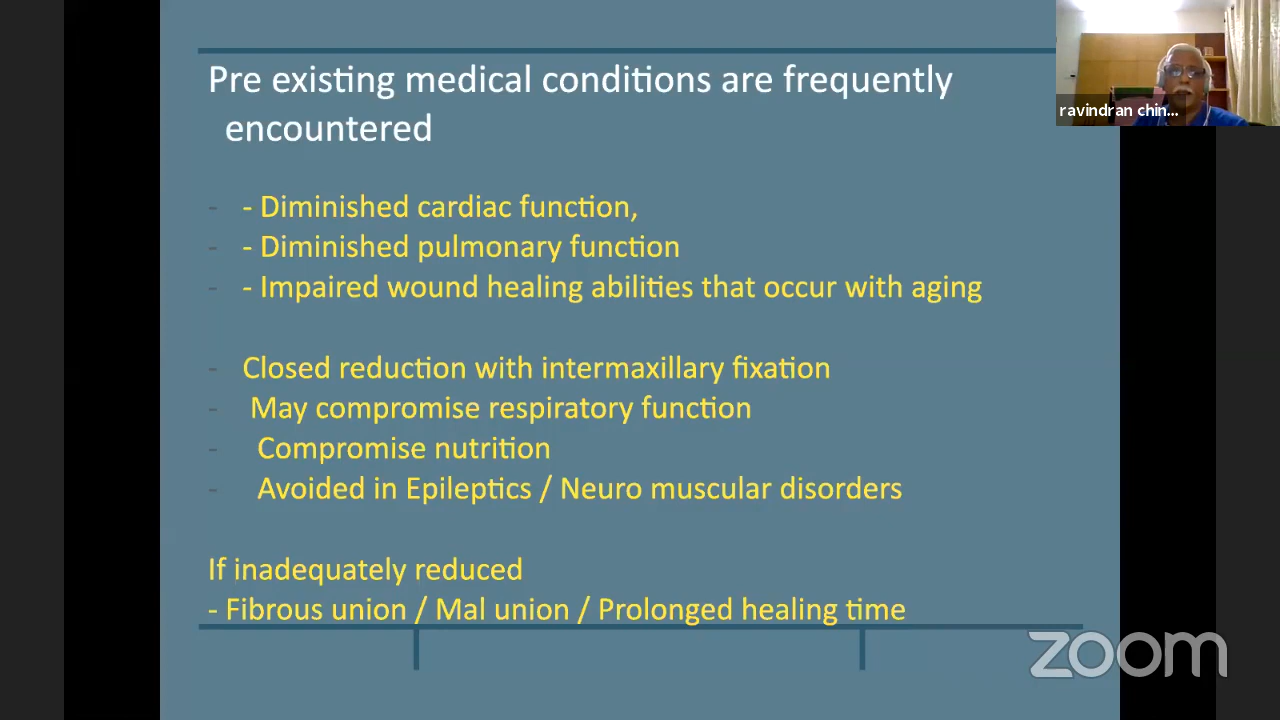 Pre existing medical conditions are frequently
encountered
- - Diminished cardiac function,
- - Diminished pulmonary function
- - Impaired wound healing abilities that occur with aging
- Closed reduction with intermaxillary fixation
- May compromise respiratory function
- Compromise nutrition
- Avoided in Epileptics / Neuro muscular disorders
If inadequately reduced
- Fibrous union / Mal union / Prolonged healing time
ravindran chin...
zoom